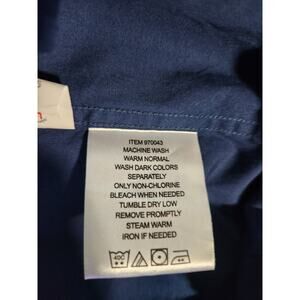 ITEM 970043
MACHINE WASH
WARM NORMAL
WASH DARK COLORS
SEPARATELY
ONLY NON-CHLORINE
BLEACH WHEN NEEDED
TUMBLE DRY LOW
REMOVE PROMPTLY
STEAM WARM
IRON IF NEEDED
40C